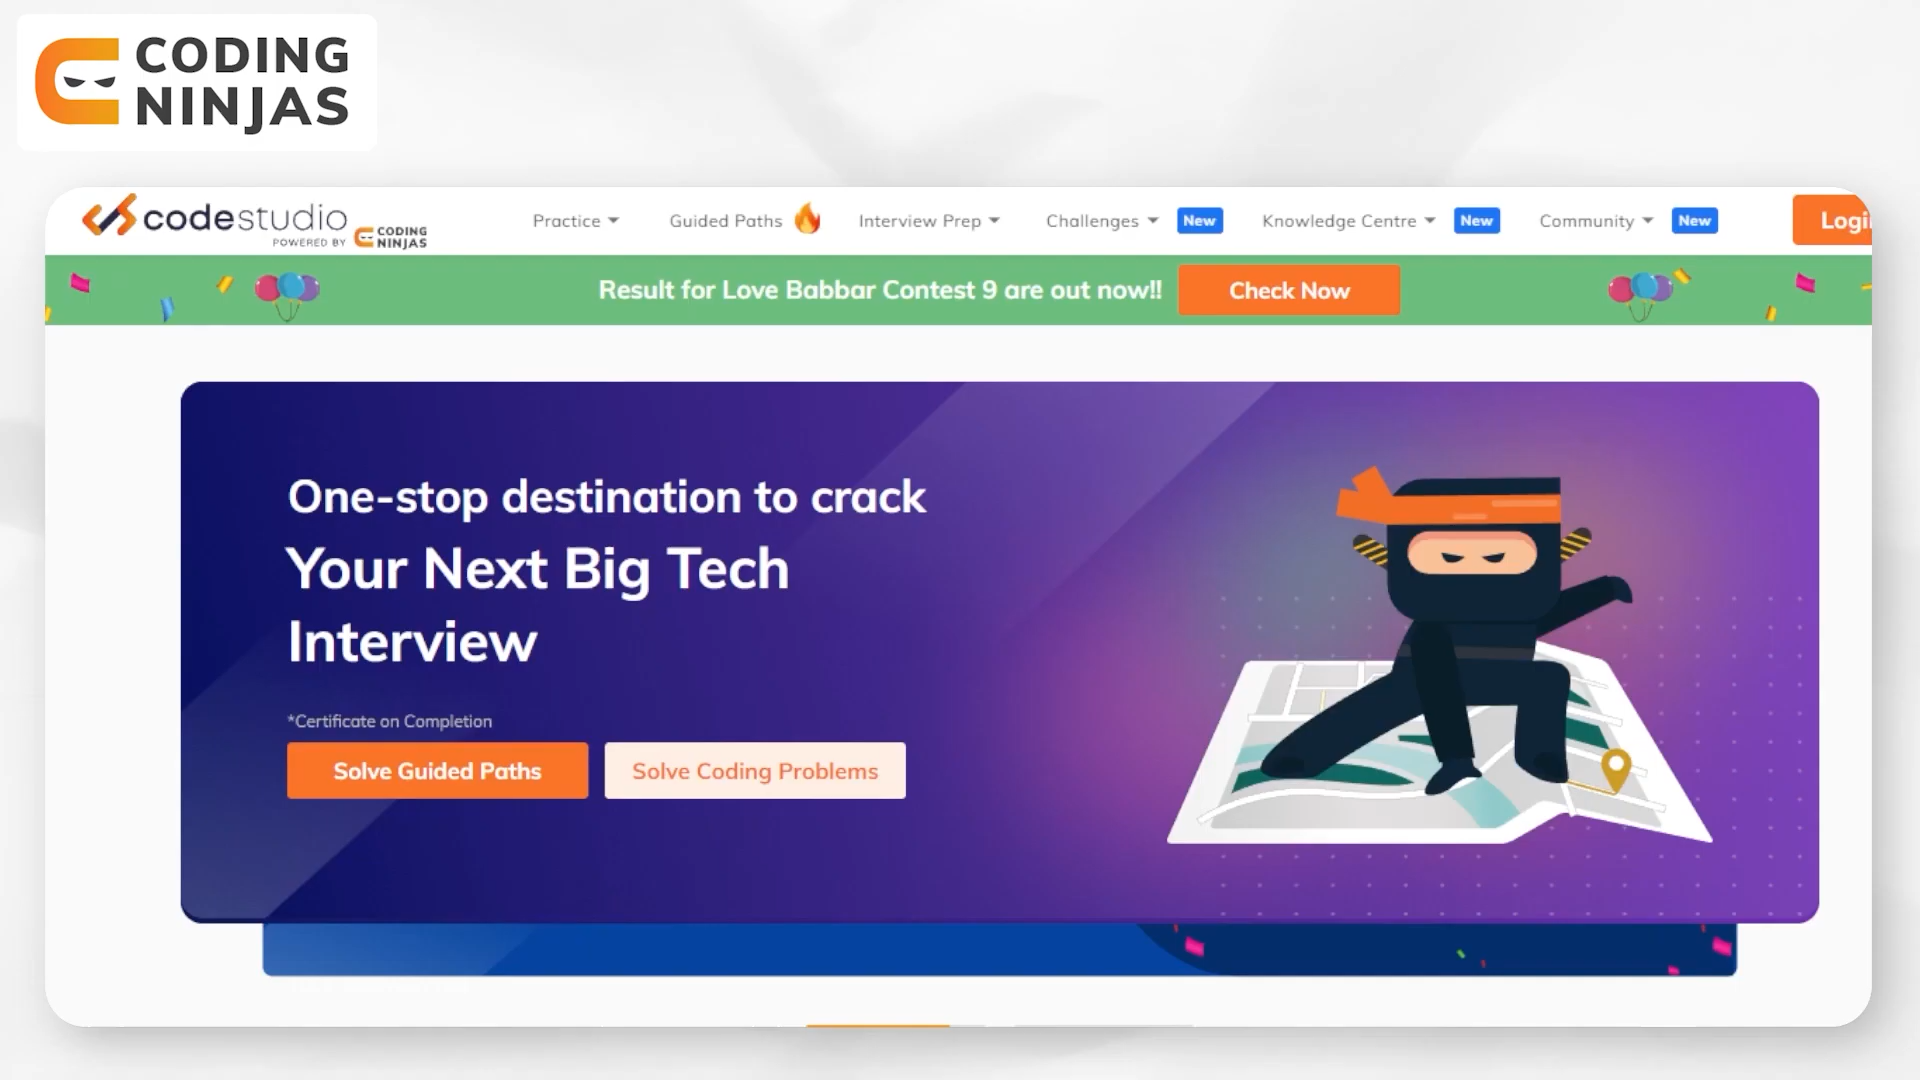 CODING
NINJAS
codestudio
POWERED BY CODING NINJAS
Practice Guided Paths Interview Prep Challenges New Knowledge Centre New Community New
Result for Love Babbar Contest 9 are out now!! Check Now
One-stop destination to crack
Your Next Big Tech
Interview
*Certificate on Completion
Solve Guided Paths Solve Coding Problems